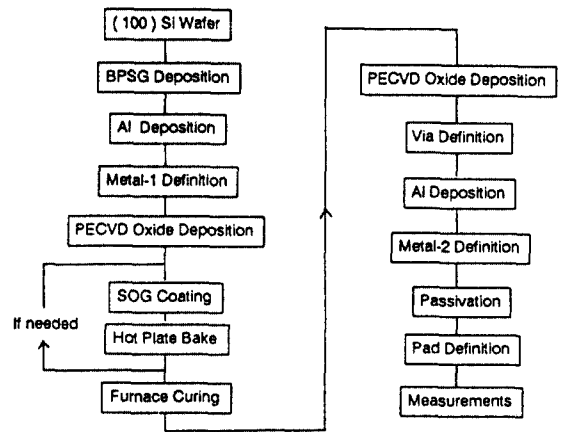 ( 100 ) Si Wafer
BPSG Deposition
Al Deposition
Metal-1 Definition
PECVD Oxide Deposition
SOG Coating
If needed
Hot Plate Bake
Furnace Curing
PECVD Oxide Deposition
Via Definition
Al Deposition
Metal-2 Definition
Passivation
Pad Definition
Measurements